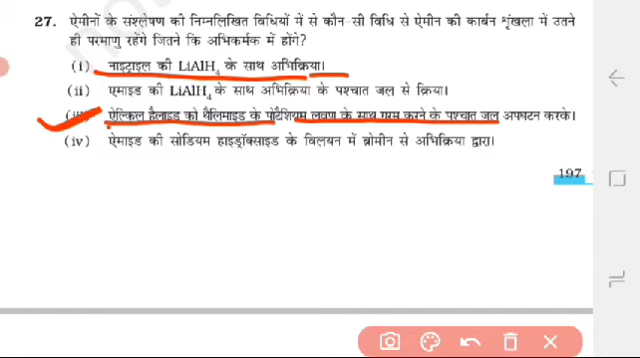 27. ऐमीनों के संश्लेषण की निम्नलिखित विधियों में से कौन-सी विधि से ऐमीन की कार्बन शृंखला में उतने
ही परमाणु रहेंगे जितने कि अभिकर्मक में होंगे?
(i) नाइट्राइल की LiAlH4 के साथ अभिक्रिया।
(ii) एमाइड की LiAlH4 के साथ अभिक्रिया के पश्चात जल से क्रिया।
ऐल्किल हैलाइड को थैलिमाइड के पोटैशियम लवण के साथ गरम करने के पश्चात जल अपघटन करके।
(iv) ऐमाइड की सोडियम हाइड्रॉक्साइड के विलयन में ब्रोमीन से अभिक्रिया द्वारा।
197